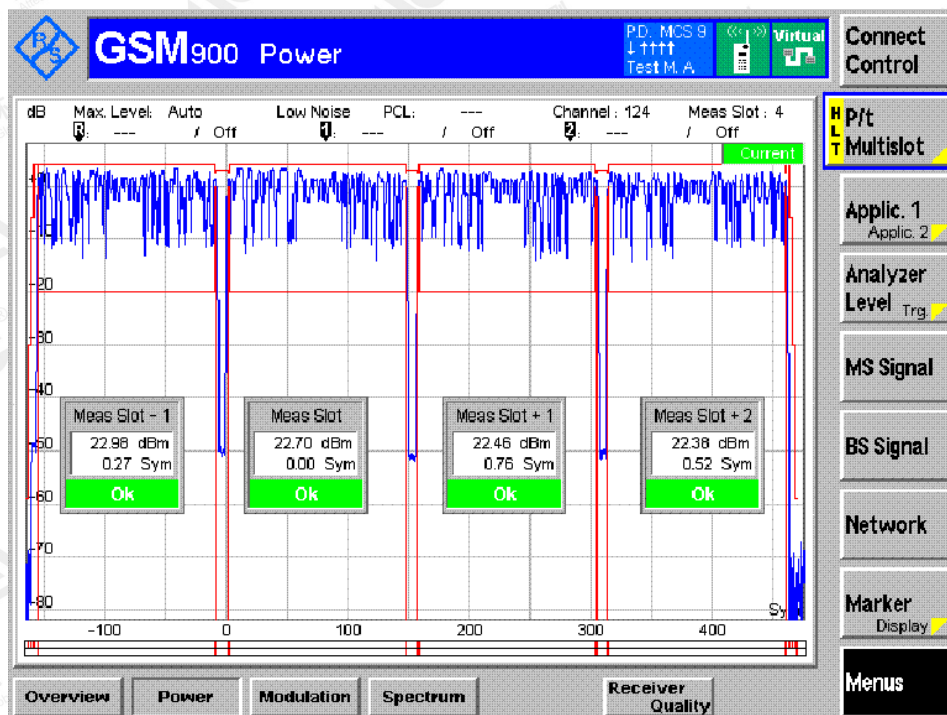 R/S GSM900 Power P.D. MCS 9 Virtual
↓↑↑↑↑
Test M. A.
Connect
Control
dB Max. Level: Auto Low Noise PCL: --- Channel : 124 Meas Slot : 4
R: --- / Off 1: --- / Off 2: --- / Off
HLT P/t
Multislot
Current
Applic. 1
Applic. 2
Analyzer
Level Trg.
MS Signal
BS Signal
Network
Marker
Display
Menus
-10
-20
-30
-40
-50
-60
-70
-80
Meas Slot - 1 Meas Slot Meas Slot + 1 Meas Slot + 2
22.98 dBm 22.70 dBm 22.46 dBm 22.38 dBm
0.27 Sym 0.00 Sym 0.76 Sym 0.52 Sym
Ok Ok Ok Ok
Sy
-100 0 100 200 300 400
Overview Power Modulation Spectrum Receiver
Quality